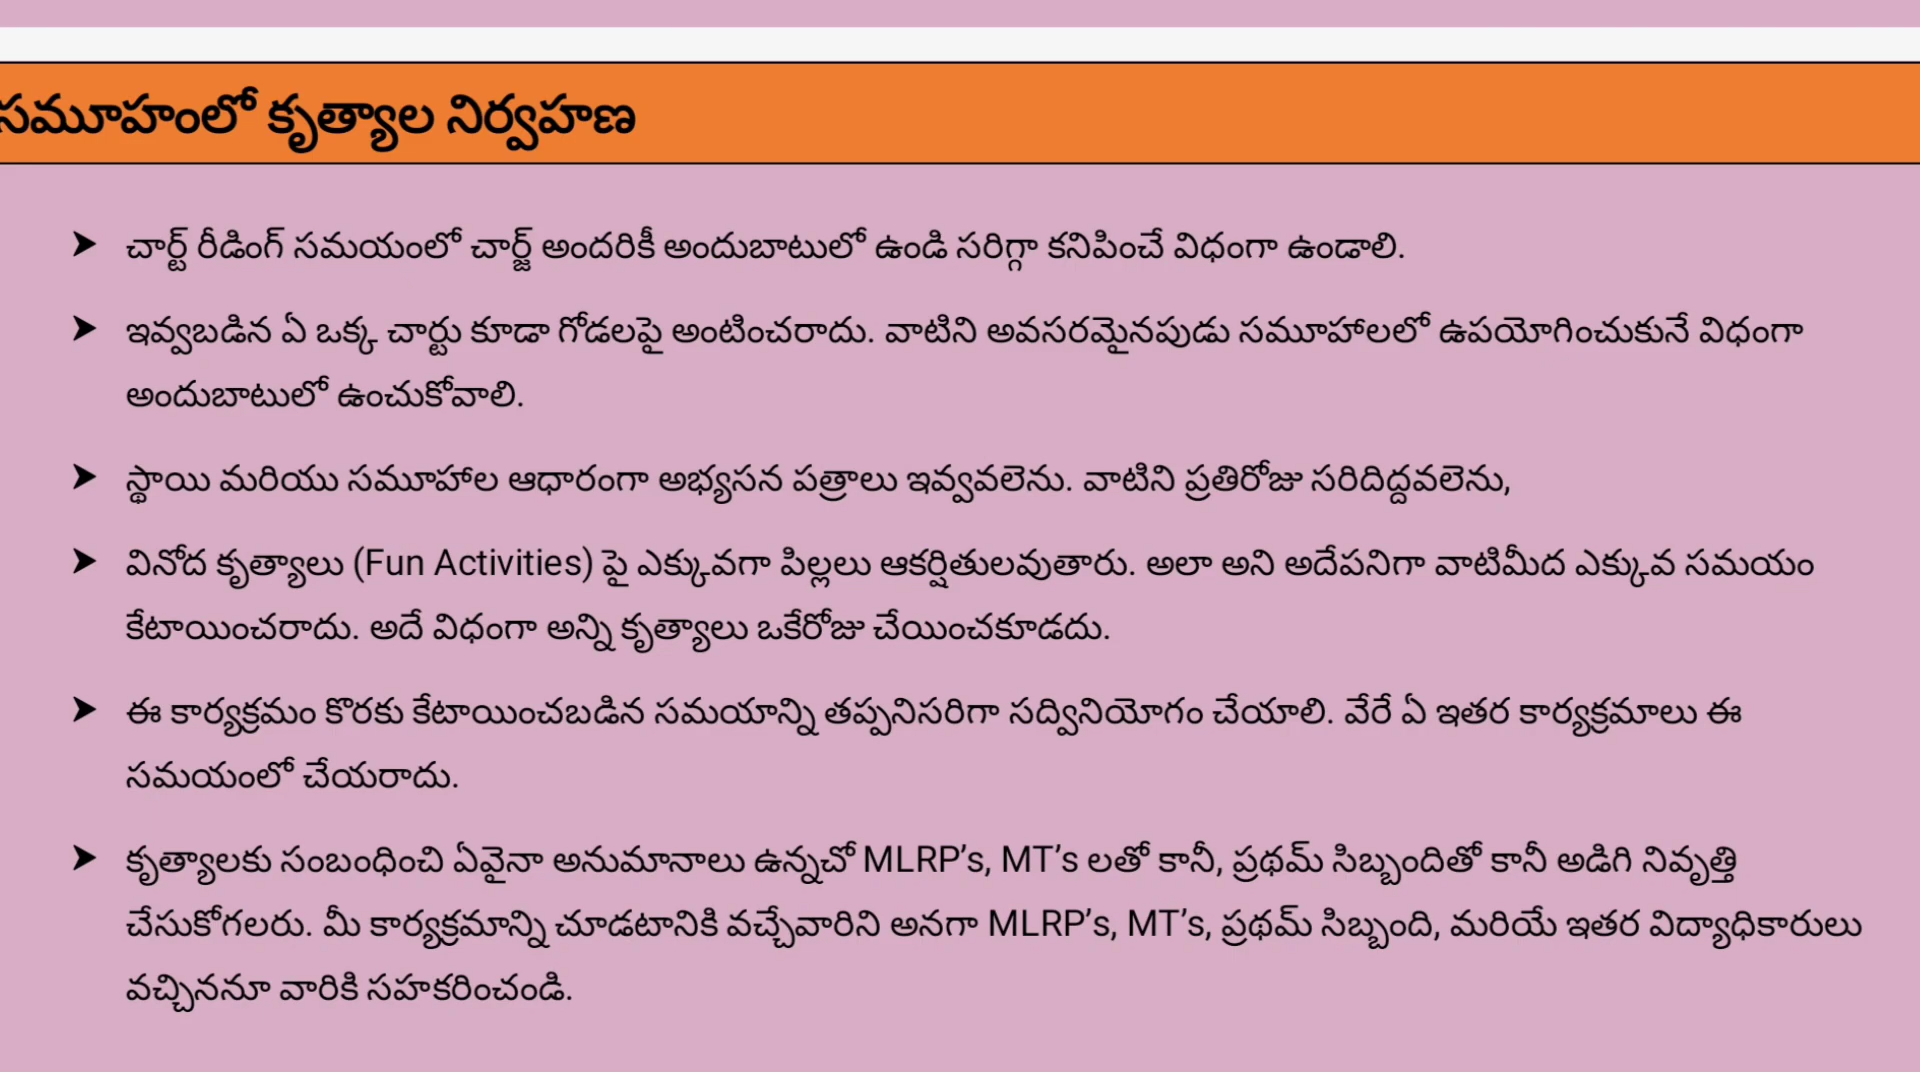 సమూహంలో కృత్యాల నిర్వహణ
➤ చార్ట్ రీడింగ్ సమయంలో చార్జ్ అందరికీ అందుబాటులో ఉండి సరిగ్గా కనిపించే విధంగా ఉండాలి.
➤ ఇవ్వబడిన ఏ ఒక్క చార్టు కూడా గోడలపై అంటించరాదు. వాటిని అవసరమైనపుడు సమూహాలలో ఉపయోగించుకునే విధంగా
అందుబాటులో ఉంచుకోవాలి.
➤ స్థాయి మరియు సమూహాల ఆధారంగా అభ్యసన పత్రాలు ఇవ్వవలెను. వాటిని ప్రతిరోజు సరిదిద్దవలెను,
➤ వినోద కృత్యాలు (Fun Activities) పై ఎక్కువగా పిల్లలు ఆకర్షితులవుతారు. అలా అని అదేపనిగా వాటిమీద ఎక్కువ సమయం
కేటాయించరాదు. అదే విధంగా అన్ని కృత్యాలు ఒకేరోజు చేయించకూడదు.
➤ ఈ కార్యక్రమం కొరకు కేటాయించబడిన సమయాన్ని తప్పనిసరిగా సద్వినియోగం చేయాలి. వేరే ఏ ఇతర కార్యక్రమాలు ఈ
సమయంలో చేయరాదు.
➤ కృత్యాలకు సంబంధించి ఏవైనా అనుమానాలు ఉన్నచో MLRP’s, MT’s లతో కానీ, ప్రథమ్ సిబ్బందితో కానీ అడిగి నివృత్తి
చేసుకోగలరు. మీ కార్యక్రమాన్ని చూడటానికి వచ్చేవారిని అనగా MLRP’s, MT’s, ప్రథమ్ సిబ్బంది, మరియే ఇతర విద్యాధికారులు
వచ్చిననూ వారికి సహకరించండి.